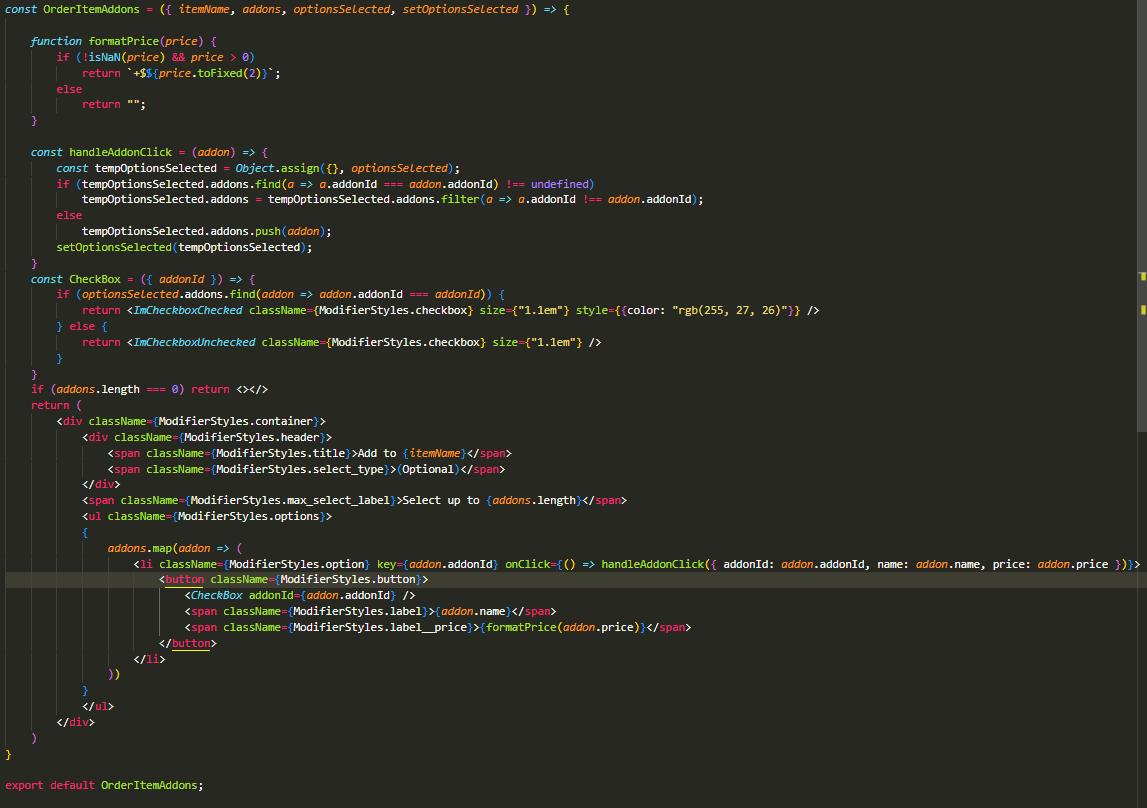 const OrderItemAddons = ({ itemName, addons, optionsSelected, setOptionsSelected }) => {
function formatPrice(price) {
if (!isNaN(price) && price > 0)
return `+$${price.toFixed(2)}`;
else
return "";
}
const handleAddonClick = (addon) => {
const tempOptionsSelected = Object.assign({}, optionsSelected);
if (tempOptionsSelected.addons.find(a => a.addonId === addon.addonId) !== undefined)
tempOptionsSelected.addons = tempOptionsSelected.addons.filter(a => a.addonId !== addon.addonId);
else
tempOptionsSelected.addons.push(addon);
setOptionsSelected(tempOptionsSelected);
}
const CheckBox = ({ addonId }) => {
if (optionsSelected.addons.find(addon => addon.addonId === addonId)) {
return <ImCheckboxChecked className={ModifierStyles.checkbox} size={"1.1em"} style={{color: "rgb(255, 27, 26)"}} />
} else {
return <ImCheckboxUnchecked className={ModifierStyles.checkbox} size={"1.1em"} />
}
}
if (addons.length === 0) return <></>
return (
<div className={ModifierStyles.container}>
<div className={ModifierStyles.header}>
<span className={ModifierStyles.title}>Add to {itemName}</span>
<span className={ModifierStyles.select_type}>(Optional)</span>
</div>
<span className={ModifierStyles.max_select_label}>Select up to {addons.length}</span>
<ul className={ModifierStyles.options}>
{
addons.map(addon => (
<li className={ModifierStyles.option} key={addon.addonId} onClick={() => handleAddonClick({ addonId: addon.addonId, name: addon.name, price: addon.price })}>
<button className={ModifierStyles.button}>
<CheckBox addonId={addon.addonId} />
<span className={ModifierStyles.label}>{addon.name}</span>
<span className={ModifierStyles.label__price}>{formatPrice(addon.price)}</span>
</button>
</li>
))
}
</ul>
</div>
)
}
export default OrderItemAddons;